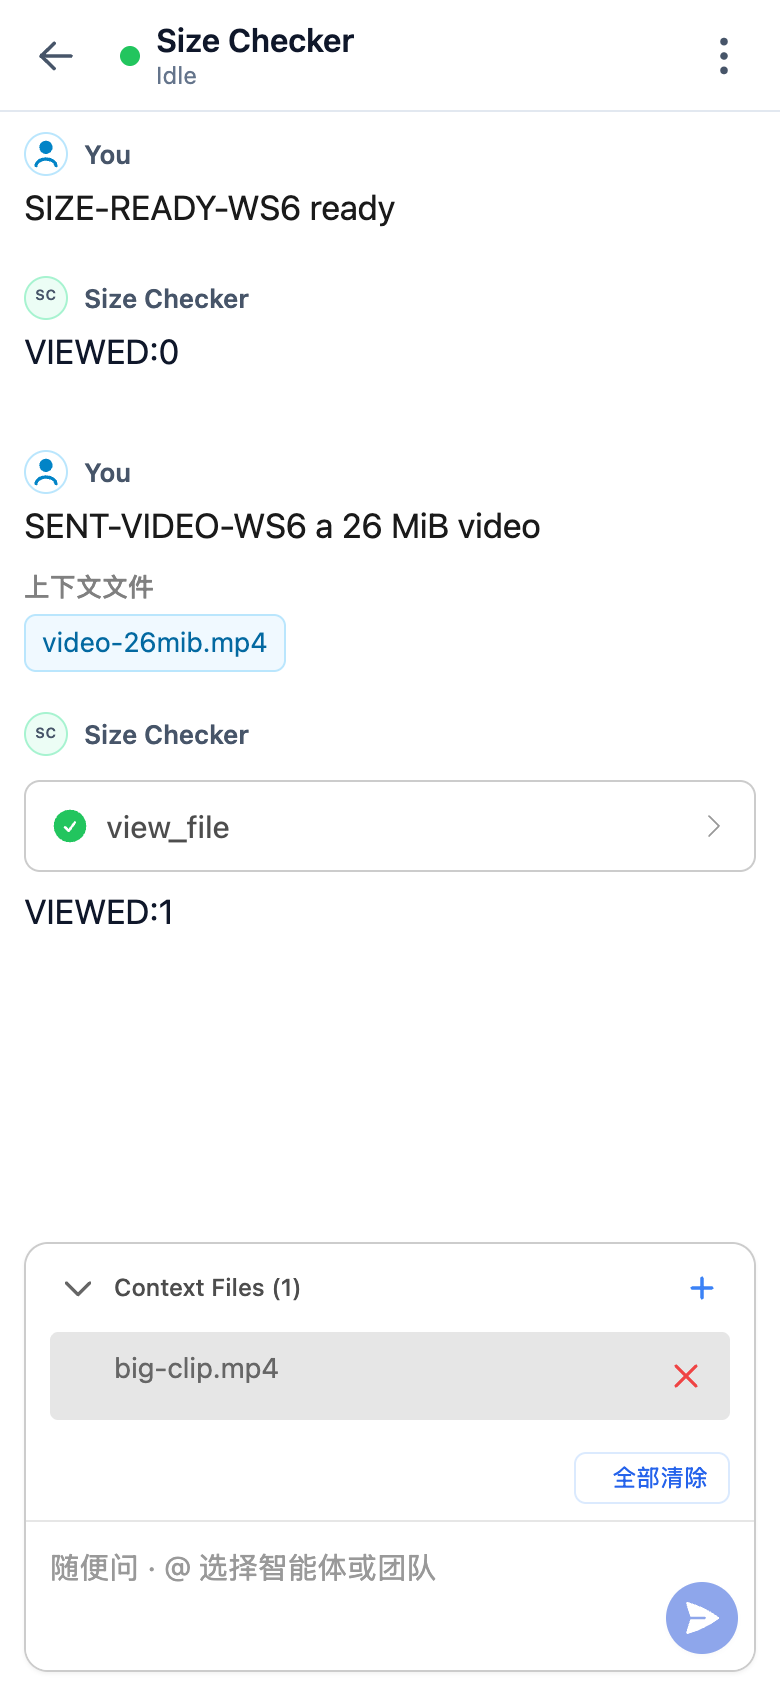 Size Checker
Idle
You
SIZE-READY-WS6 ready
SC
Size Checker
VIEWED:0
You
SENT-VIDEO-WS6 a 26 MiB video
上下文文件
video-26mib.mp4
SC
Size Checker
view_file
VIEWED:1
Context Files (1)
big-clip.mp4
全部清除
随便问 · @ 选择智能体或团队